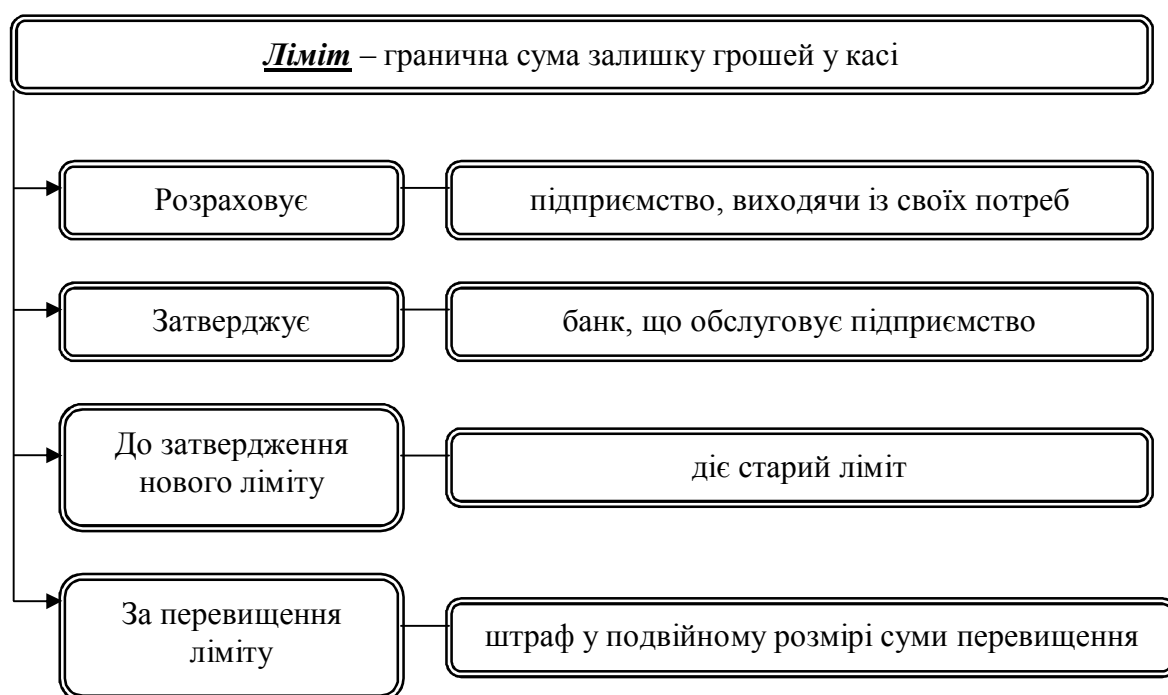 Ліміт – гранична сума залишку грошей у касі
Розраховує
підприємство, виходячи із своїх потреб
Затверджує
банк, що обслуговує підприємство
До затвердження
нового ліміту
діє старий ліміт
За перевищення
ліміту
штраф у подвійному розмірі суми перевищення